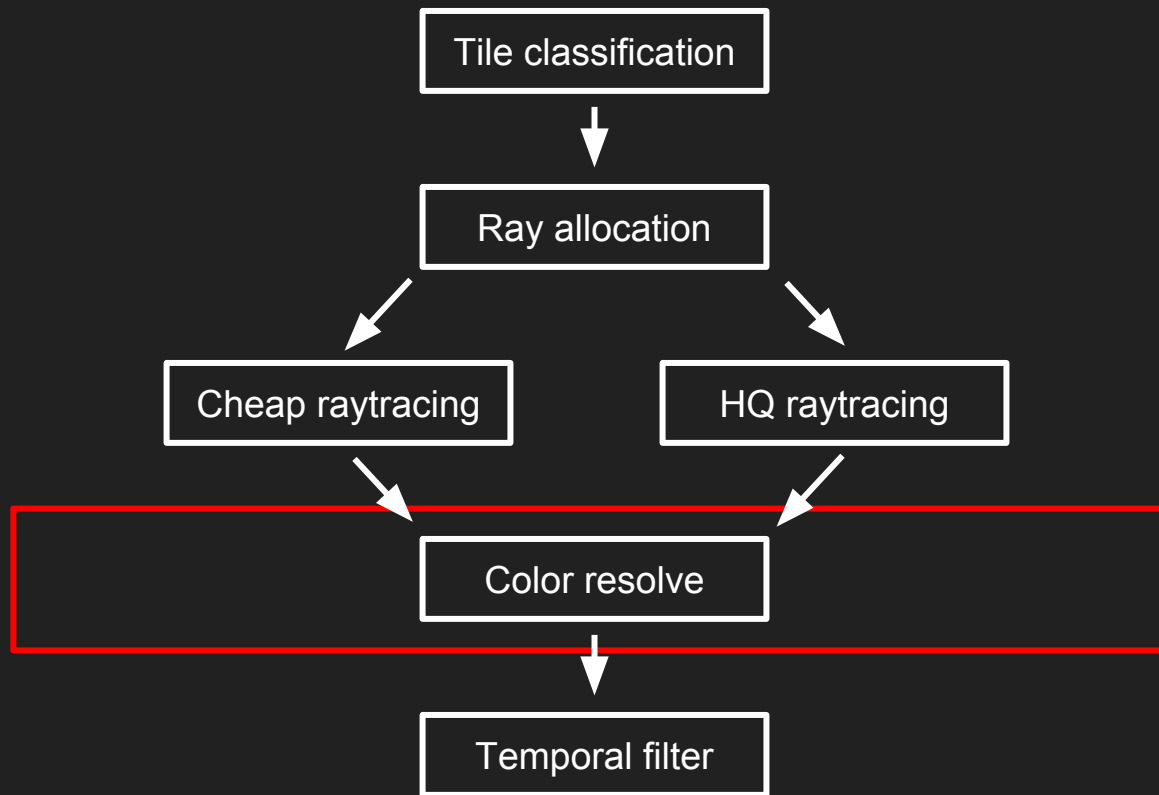 Tile classification
Ray allocation
Cheap raytracing
HQ raytracing
Color resolve
Temporal filter